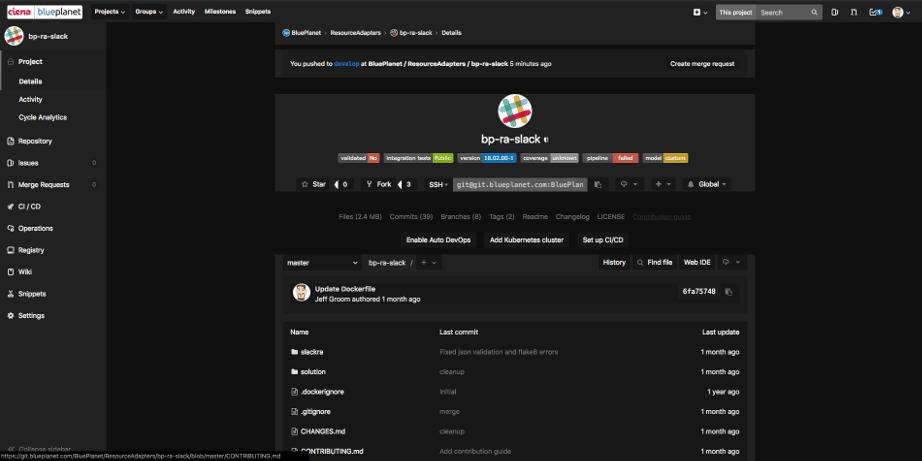 ciena blueplanet Projects Groups Activity Milestones Snippets This project Search 1
bp-ra-slack
BluePlanet > ResourceAdapters > bp-ra-slack > Details
Project
Details
Activity
Cycle Analytics
Repository
Issues 0
Merge Requests 0
CI / CD
Operations
Registry
Wiki
Snippets
Settings
Collapse sidebar
You pushed to develop at BluePlanet / ResourceAdapters / bp-ra-slack 5 minutes ago Create merge request
bp-ra-slack
validated No integration tests Public version 18.02.00-1 coverage unknown pipeline failed model custom
Star 0 Fork 3 SSH git@git.blueplanet.com:BluePlan Global
Files (2.4 MB) Commits (39) Branches (8) Tags (2) Readme Changelog LICENSE Contribution guide
Enable Auto DevOps Add Kubernetes cluster Set up CI/CD
master bp-ra-slack / + History Find file Web IDE
Update Dockerfile
Jeff Groom authored 1 month ago 6fa75748
Name Last commit Last update
slackra Fixed json validation and flake8 errors 1 month ago
solution cleanup 1 month ago
.dockerignore Initial 1 year ago
.gitignore merge 1 month ago
CHANGES.md cleanup 1 month ago
CONTRIBUTING.md Add contribution guide 1 month ago
https://git.blueplanet.com/BluePlanet/ResourceAdapters/bp-ra-slack/blob/master/CONTRIBUTING.md